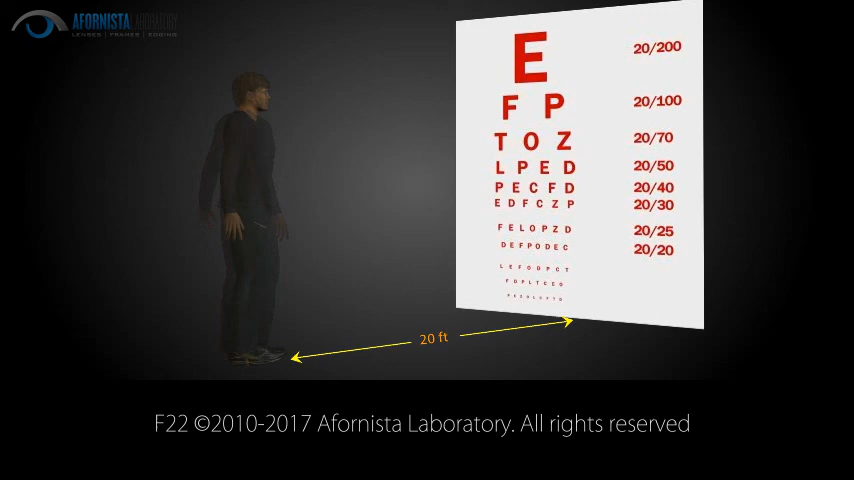 AFORNISTA LABORATORY
LENSES | FRAMES | EDGING
E 20/200
F P 20/100
T O Z 20/70
L P E D 20/50
P E C F D 20/40
E D F C Z P 20/30
F E L O P Z D 20/25
D E F P O D E C 20/20
L E F O D P C T
F D P L T C E O
20 ft
F22 ©2010-2017 Afornista Laboratory. All rights reserved